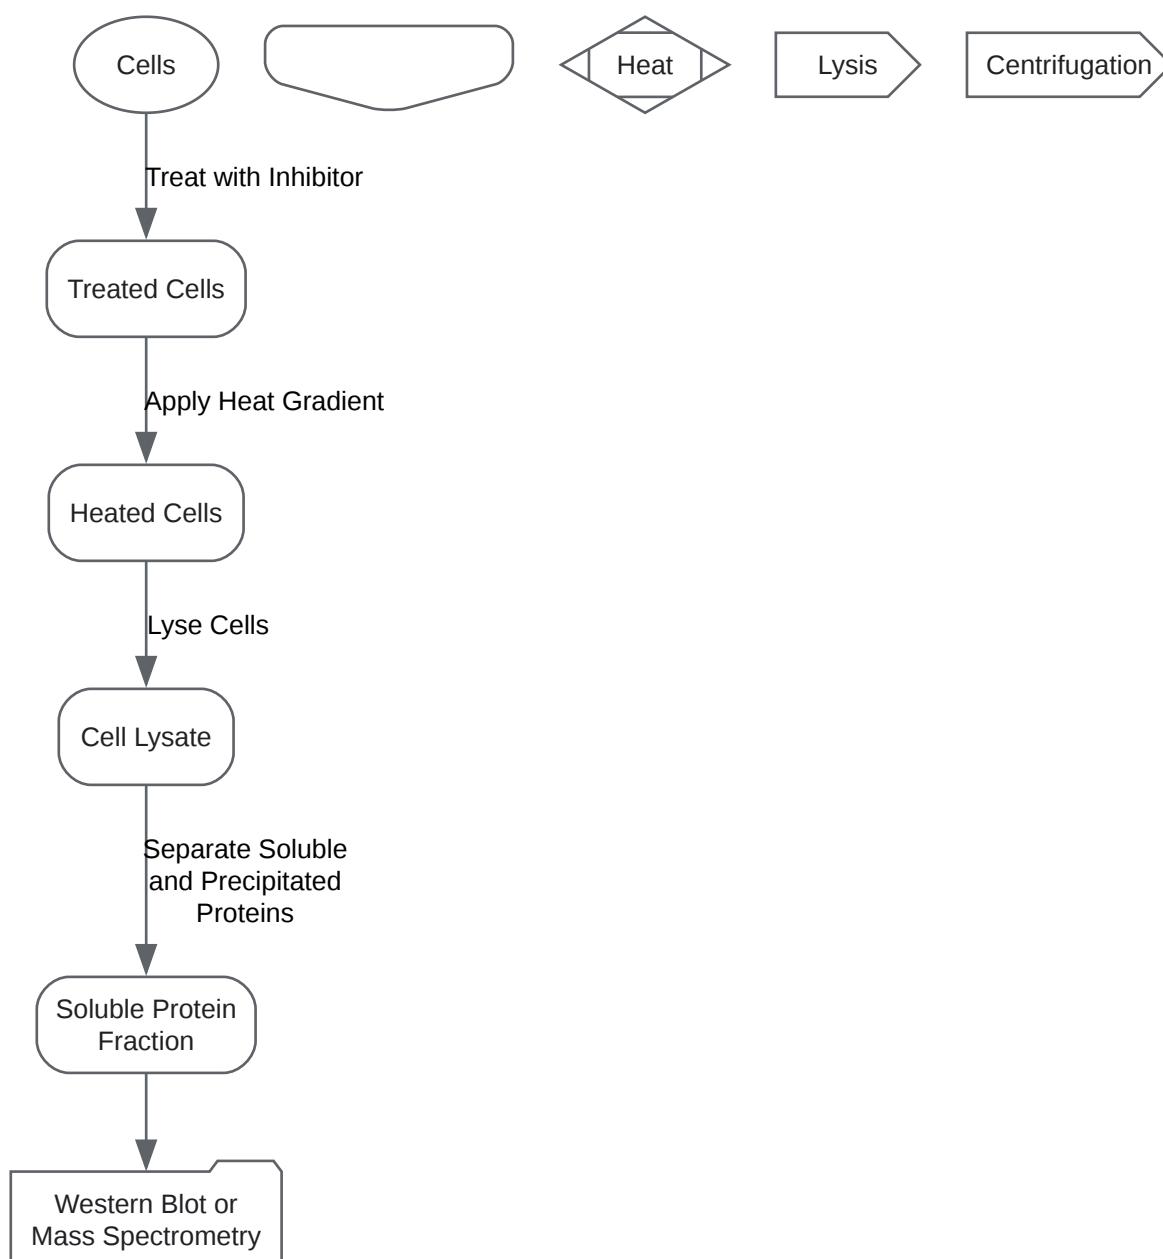 Cells
Heat
Lysis
Centrifugation
Treat with Inhibitor
Treated Cells
Apply Heat Gradient
Heated Cells
Lyse Cells
Cell Lysate
Separate Soluble
and Precipitated
Proteins
Soluble Protein
Fraction
Western Blot or
Mass Spectrometry